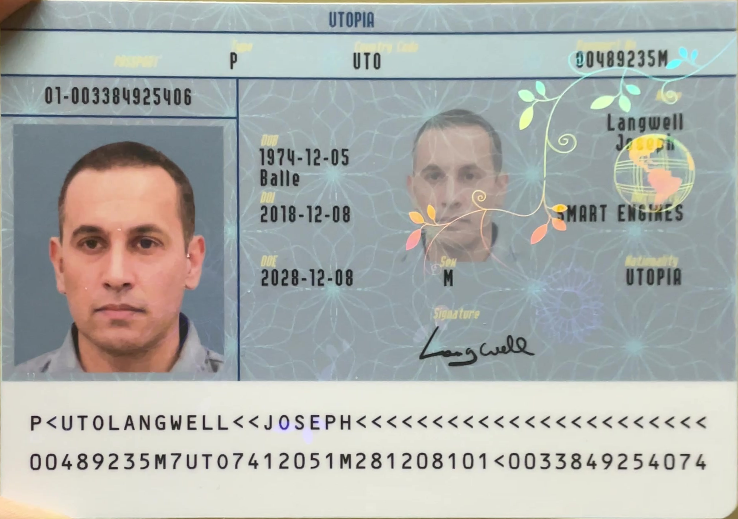 UTOPIA
PASSPORT Type Country Code Passport No
P UTO 00489235M
01-003384925406
Name
Langwell
Joseph
DOB
1974-12-05
Balle
DOI
2018-12-08
SMART ENGINES
DOE Sex Nationality
2028-12-08 M UTOPIA
Signature
Langwell
P<UTOLANGWELL<<JOSEPH<<<<<<<<<<<<<<<<<<<<<<<
00489235M7UTO7412051M281208101<0033849254074